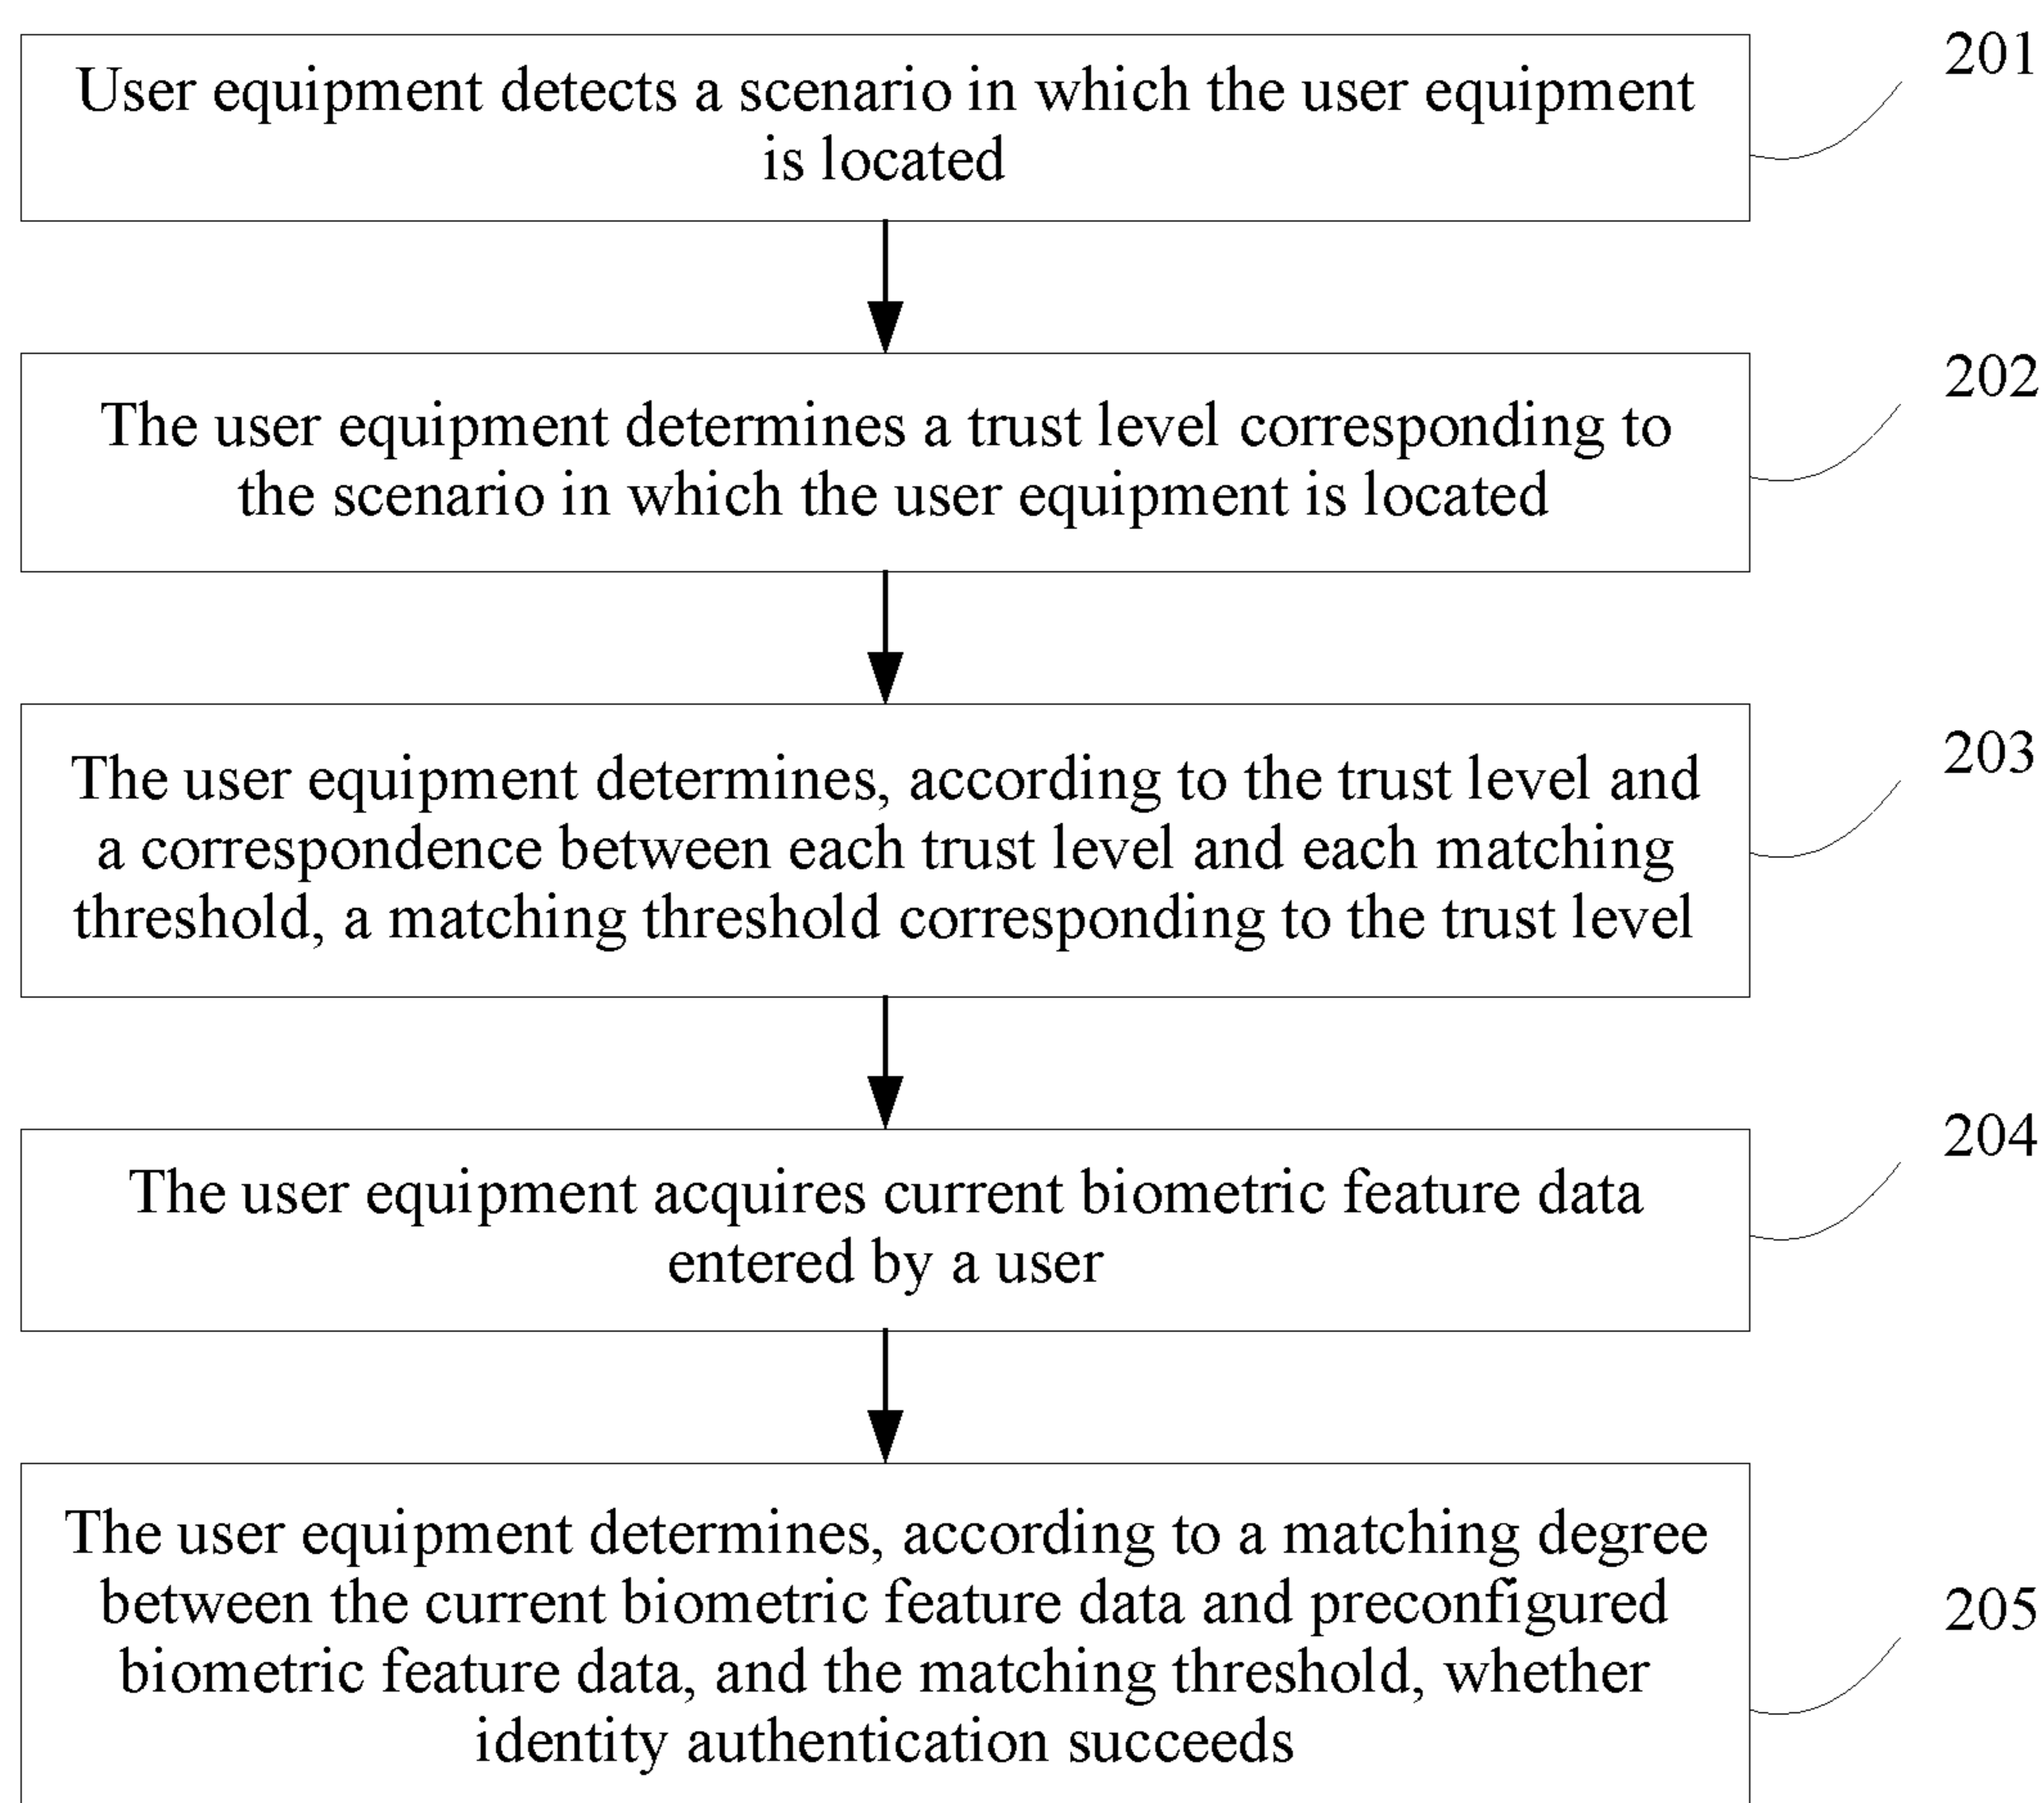 201
User equipment detects a scenario in which the user equipment
is located
202
The user equipment determines a trust level corresponding to
the scenario in which the user equipment is located
203
The user equipment determines, according to the trust level and
a correspondence between each trust level and each matching
threshold, a matching threshold corresponding to the trust level
204
The user equipment acquires current biometric feature data
entered by a user
The user equipment determines, according to a matching degree
between the current biometric feature data and preconfigured
205
biometric feature data, and the matching threshold, whether
identity authentication succeeds